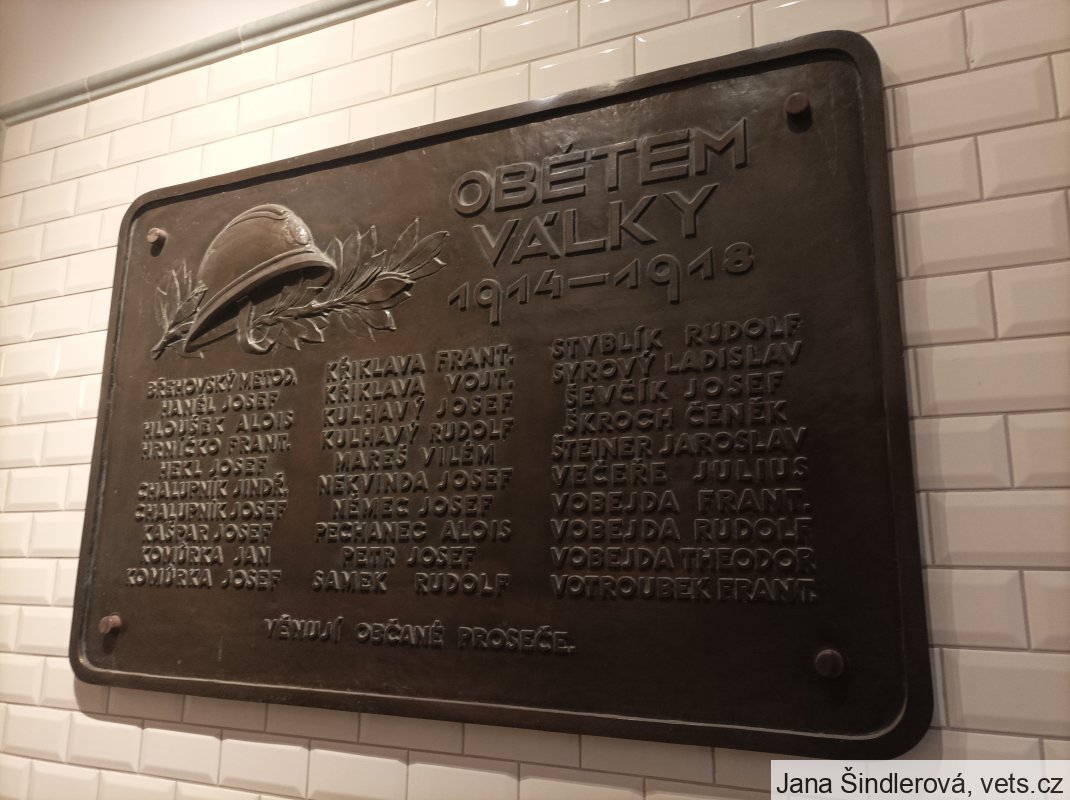 OBĚTEM
VÁLKY
1914–1918
BŘEHOVSKÝ METOD.
HANĚL JOSEF
HLOUŠEK ALOIS
HRNÍČKO FRANT.
HEKL JOSEF
CHALUPNÍK JINDŘ.
CHALUPNÍK JOSEF
KAŠPAR JOSEF
KOMŮRKA JAN
KOMŮRKA JOSEF
KŘIKLAVA FRANT.
KŘIKLAVA VOJT.
KULHAVÝ JOSEF
KULHAVÝ RUDOLF
MAREŠ VILÉM
NEKVINDA JOSEF
NĚMEC JOSEF
PECHANEC ALOIS
PETR JOSEF
SAMEK RUDOLF
STYBLÍK RUDOLF
SYROVÝ LADISLAV
ŠEVČÍK JOSEF
ŠKROCH ČENĚK
ŠTEINER JAROSLAV
VEČEŘE JULIUS
VOBEJDA FRANT.
VOBEJDA RUDOLF
VOBEJDA THEODOR
VOTROUBEK FRANT.
VĚNUJÍ OBČANÉ PROSEČE.
Jana Šindlerová, vets.cz